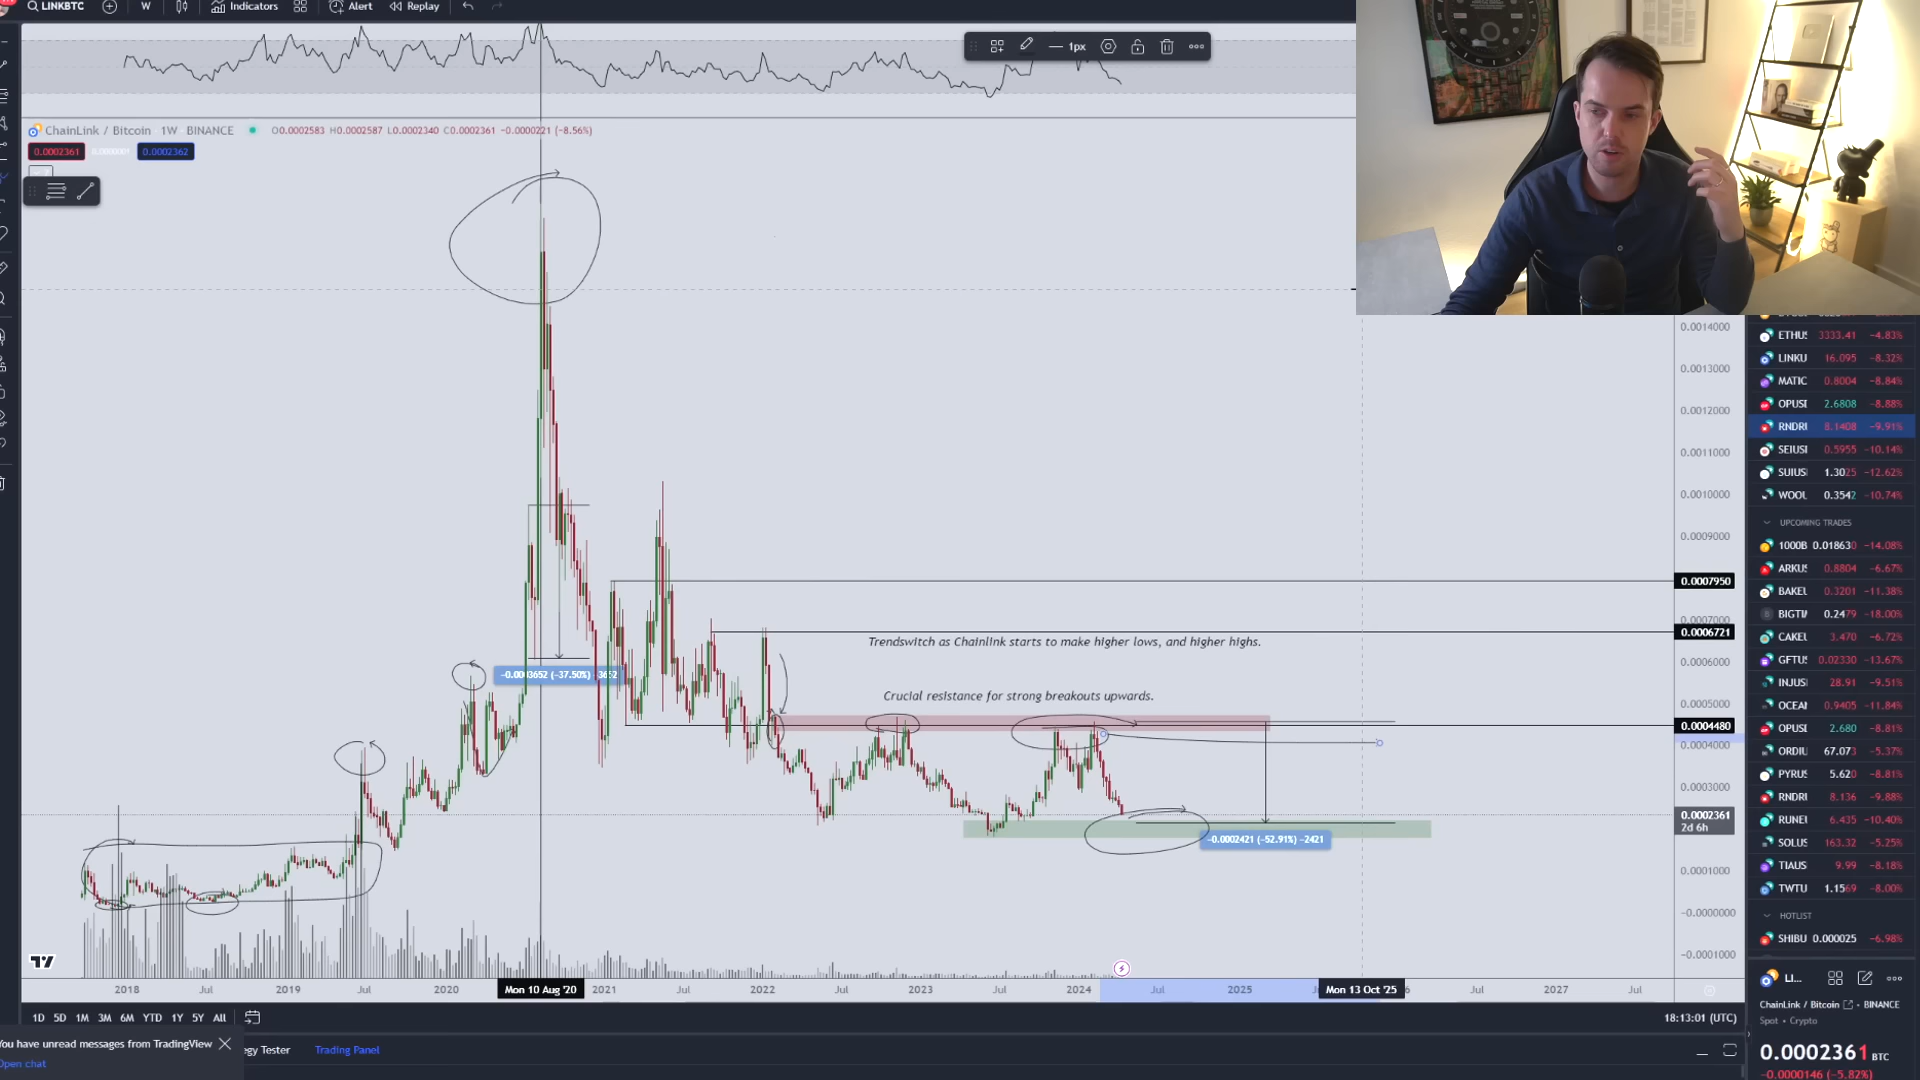 LINKBTC
W
Indicators
Alert
Replay
1px
ChainLink / Bitcoin 1W BINANCE
O0.0002583 H0.0002587 L0.0002340 C0.0002361 −0.0000221 (−8.56%)
0.0002361
0.0002362
0.0014000
0.0013000
0.0012000
0.0011000
0.0010000
0.0009000
0.0007950
0.0007000
0.0006721
0.0006000
0.0005000
0.0004480
0.0004000
0.0003000
0.0002361
2d 6h
0.0001000
−0.0000000
−0.0001000
Trendswitch as Chainlink starts to make higher lows, and higher highs.
Crucial resistance for strong breakouts upwards.
−0.0002421 (−52.91%) −2421
2018 Jul 2019 Jul 2020 Mon 10 Aug '20 2021 Jul 2022 Jul 2023 Jul 2024 Jul 2025 Mon 13 Oct '25 Jul 2027 Jul
1D 5D 1M 3M 6M YTD 1Y 5Y All
18:13:01 (UTC)
You have unread messages from TradingView
Open chat
egy Tester
Trading Panel
ETHU 3333.41 −4.83%
LINKU 16.095 −8.32%
MATIC 0.8004 −8.84%
OPUSI 2.6808 −8.88%
RNDRI 8.1408 −9.91%
SEIUSI 0.5955 −10.14%
SUIUS 1.3025 −12.62%
WOOU 0.3542 −10.74%
UPCOMING TRADES
1000B 0.018630 −14.08%
ARKUS 0.8804 −6.67%
BAKEU 0.3201 −11.38%
BIGTI 0.2479 −18.00%
CAKEU 3.470 −6.72%
GFTUS 0.02330 −13.67%
INJUSI 28.91 −9.51%
OCEAN 0.9405 −11.84%
OPUSI 2.680 −8.81%
ORDIU 67.073 −5.37%
PYRUS 5.620 −8.81%
RNDRI 8.136 −9.88%
RUNEU 6.435 −10.40%
SOLUS 163.32 −5.25%
TIAUS 9.99 −8.18%
TWTU 1.1569 −8.00%
HOTLIST
SHIBU 0.000025 −6.98%
LI...
ChainLink / Bitcoin • BINANCE
Spot • Crypto
0.0002361 BTC
−0.0000146 (−5.82%)